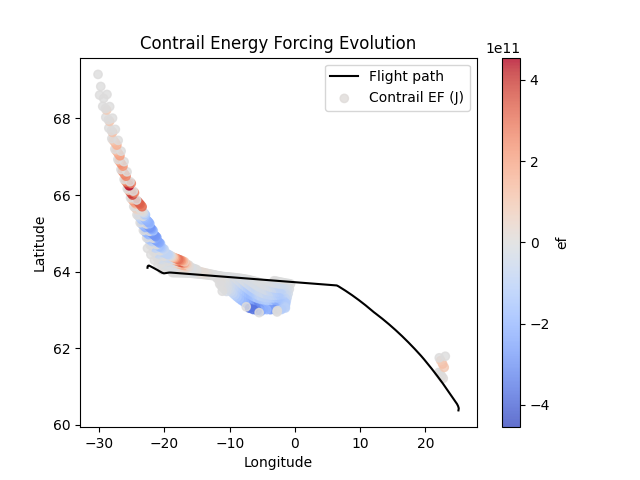 Contrail Energy Forcing Evolution
1e11
Flight path
Contrail EF (J)
68
66
64
62
60
Latitude
−30
−20
−10
0
10
20
Longitude
4
2
0
−2
−4
ef